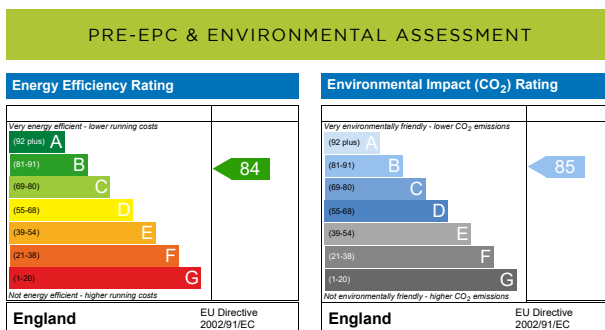 PRE-EPC & ENVIRONMENTAL ASSESSMENT
Energy Efficiency Rating
Very energy efficient - lower running costs
(92 plus) A
(81-91) B
84
(69-80) C
(55-68) D
(39-54) E
(21-38) F
(1-20) G
Not energy efficient - higher running costs
England
EU Directive
2002/91/EC
Environmental Impact (CO₂) Rating
Very environmentally friendly - lower CO₂ emissions
(92 plus) A
(81-91) B
85
(69-80) C
(55-68) D
(39-54) E
(21-38) F
(1-20) G
Not environmentally friendly - higher CO₂ emissions
England
EU Directive
2002/91/EC